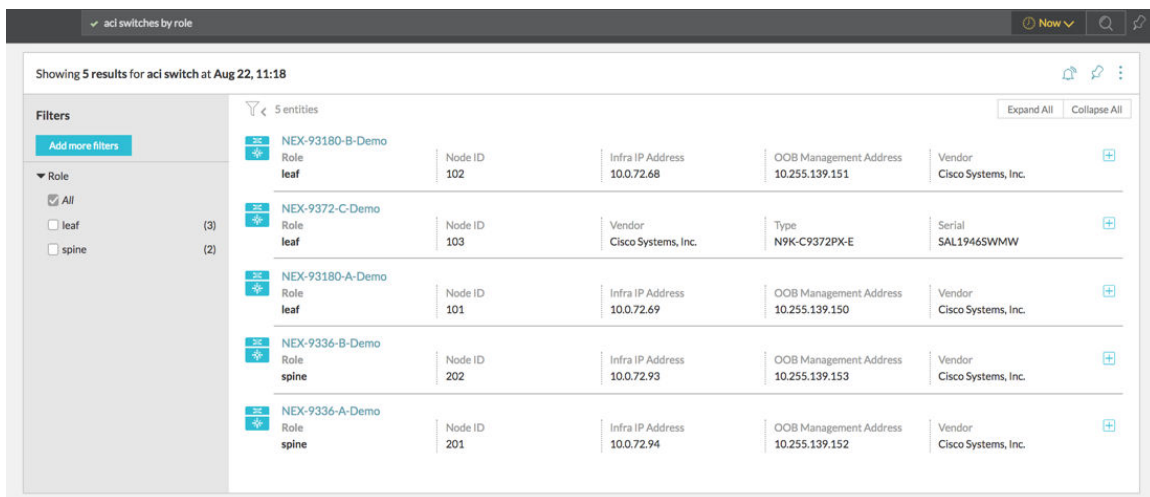 aci switches by role
Now
Showing 5 results for aci switch at Aug 22, 11:18
Filters
5 entities
Expand All Collapse All
Add more filters
Role
All
leaf (3)
spine (2)
NEX-93180-B-Demo
Role Node ID Infra IP Address OOB Management Address Vendor
leaf 102 10.0.72.68 10.255.139.151 Cisco Systems, Inc.
NEX-9372-C-Demo
Role Node ID Vendor Type Serial
leaf 103 Cisco Systems, Inc. N9K-C9372PX-E SAL1946SWMW
NEX-93180-A-Demo
Role Node ID Infra IP Address OOB Management Address Vendor
leaf 101 10.0.72.69 10.255.139.150 Cisco Systems, Inc.
NEX-9336-B-Demo
Role Node ID Infra IP Address OOB Management Address Vendor
spine 202 10.0.72.93 10.255.139.153 Cisco Systems, Inc.
NEX-9336-A-Demo
Role Node ID Infra IP Address OOB Management Address Vendor
spine 201 10.0.72.94 10.255.139.152 Cisco Systems, Inc.